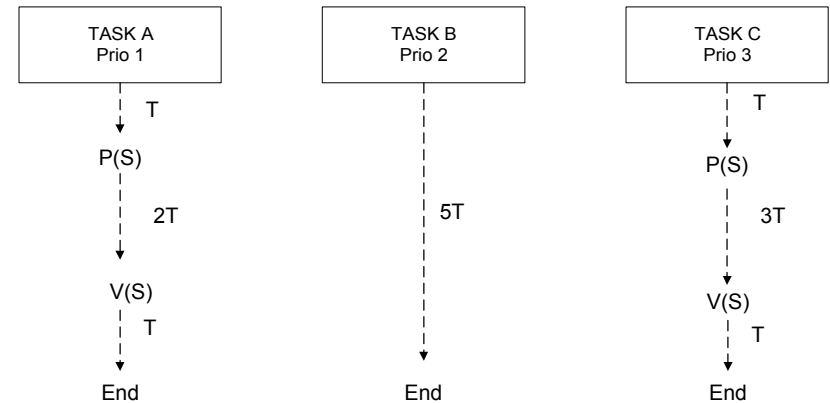 TASK A
Prio 1
T
P(S)
2T
V(S)
T
End
TASK B
Prio 2
5T
End
TASK C
Prio 3
T
P(S)
3T
V(S)
T
End